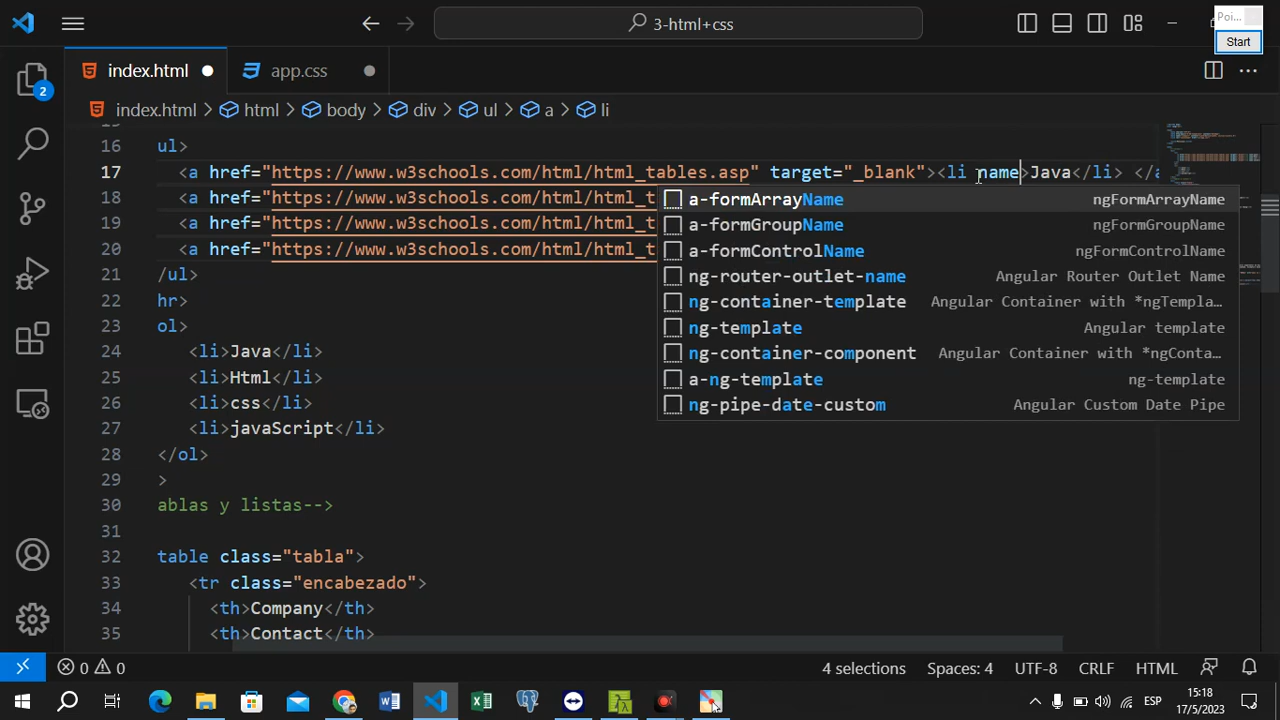 3-html+css
Poi...
Start
index.html
app.css
2
index.html > html > body > div > ul > a > li
15
16 ul>
17 <a href="https://www.w3schools.com/html/html_tables.asp" target="_blank"><li name>Java</li> </a
18 <a href="https://www.w3schools.com/html/html_t
19 <a href="https://www.w3schools.com/html/html_t
20 <a href="https://www.w3schools.com/html/html_t
21 /ul>
22 hr>
23 ol>
24 <li>Java</li>
25 <li>Html</li>
26 <li>css</li>
27 <li>javaScript</li>
28 </ol>
29 >
30 ablas y listas-->
31
32 table class="tabla">
33 <tr class="encabezado">
34 <th>Company</th>
35 <th>Contact</th>
a-formArrayName ngFormArrayName
a-formGroupName ngFormGroupName
a-formControlName ngFormControlName
ng-router-outlet-name Angular Router Outlet Name
ng-container-template Angular Container with *ngTempla...
ng-template Angular template
ng-container-component Angular Container with *ngConta...
a-ng-template ng-template
ng-pipe-date-custom Angular Custom Date Pipe
0 0 4 selections Spaces: 4 UTF-8 CRLF HTML
ESP
15:18
17/5/2023